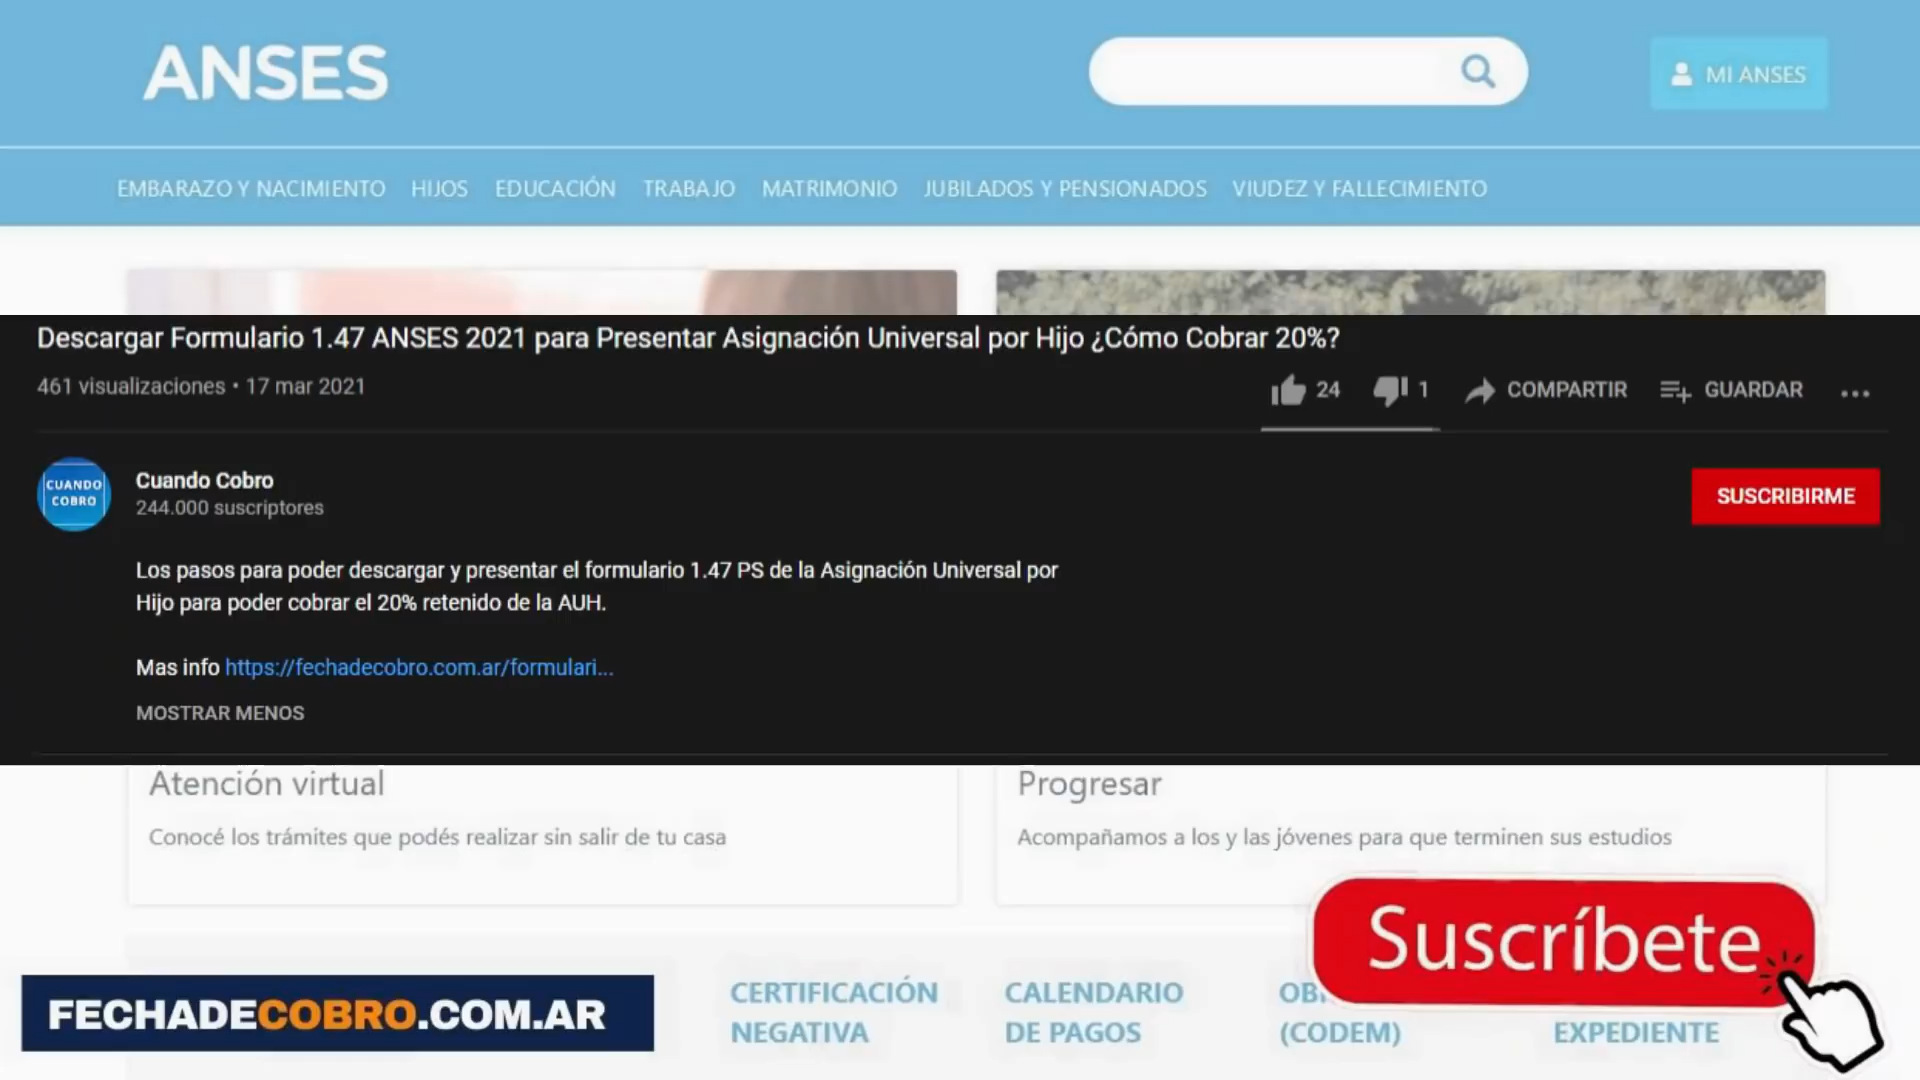 ANSES
MI ANSES
EMBARAZO Y NACIMIENTO HIJOS EDUCACIÓN TRABAJO MATRIMONIO JUBILADOS Y PENSIONADOS VIUDEZ Y FALLECIMIENTO
Descargar Formulario 1.47 ANSES 2021 para Presentar Asignación Universal por Hijo ¿Cómo Cobrar 20%?
461 visualizaciones • 17 mar 2021
24 1 COMPARTIR GUARDAR ...
CUANDO
COBRO
Cuando Cobro
244.000 suscriptores
SUSCRIBIRME
Los pasos para poder descargar y presentar el formulario 1.47 PS de la Asignación Universal por
Hijo para poder cobrar el 20% retenido de la AUH.
Mas info https://fechadecobro.com.ar/formulari...
MOSTRAR MENOS
Atención virtual
Conocé los trámites que podés realizar sin salir de tu casa
Progresar
Acompañamos a los y las jóvenes para que terminen sus estudios
Suscríbete
FECHADECOBRO.COM.AR
CERTIFICACIÓN
NEGATIVA
CALENDARIO
DE PAGOS
(CODEM)
EXPEDIENTE